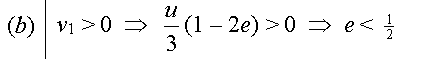 (b) v₁ > 0 ⇒ u/3 (1 − 2e) > 0 ⇒ e < 1/2